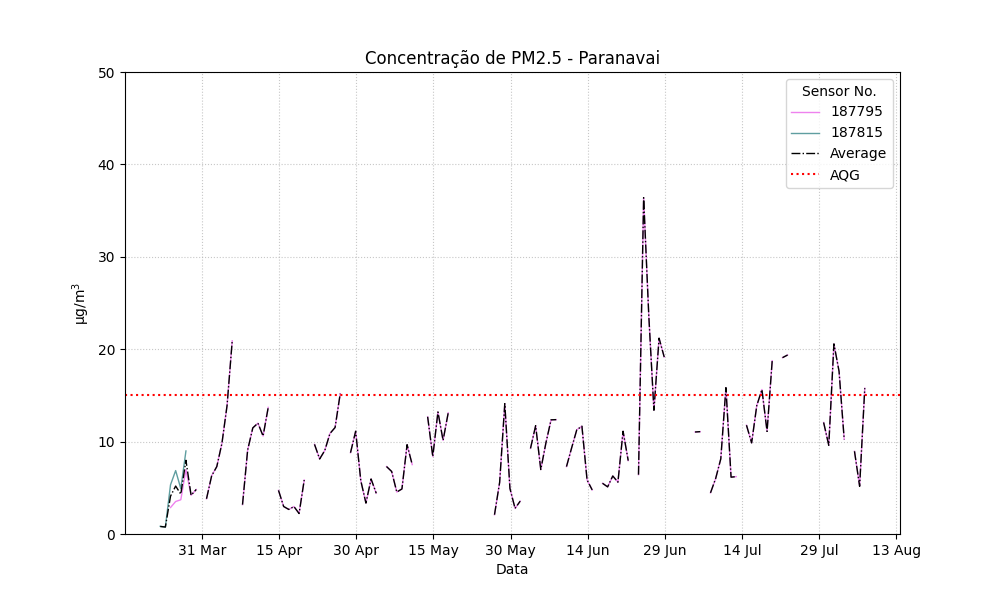 Concentração de PM2.5 - Paranavai
50
40
30
20
10
0
µg/m³
Sensor No.
187795
187815
Average
AQG
31 Mar
15 Apr
30 Apr
15 May
30 May
14 Jun
29 Jun
14 Jul
29 Jul
13 Aug
Data